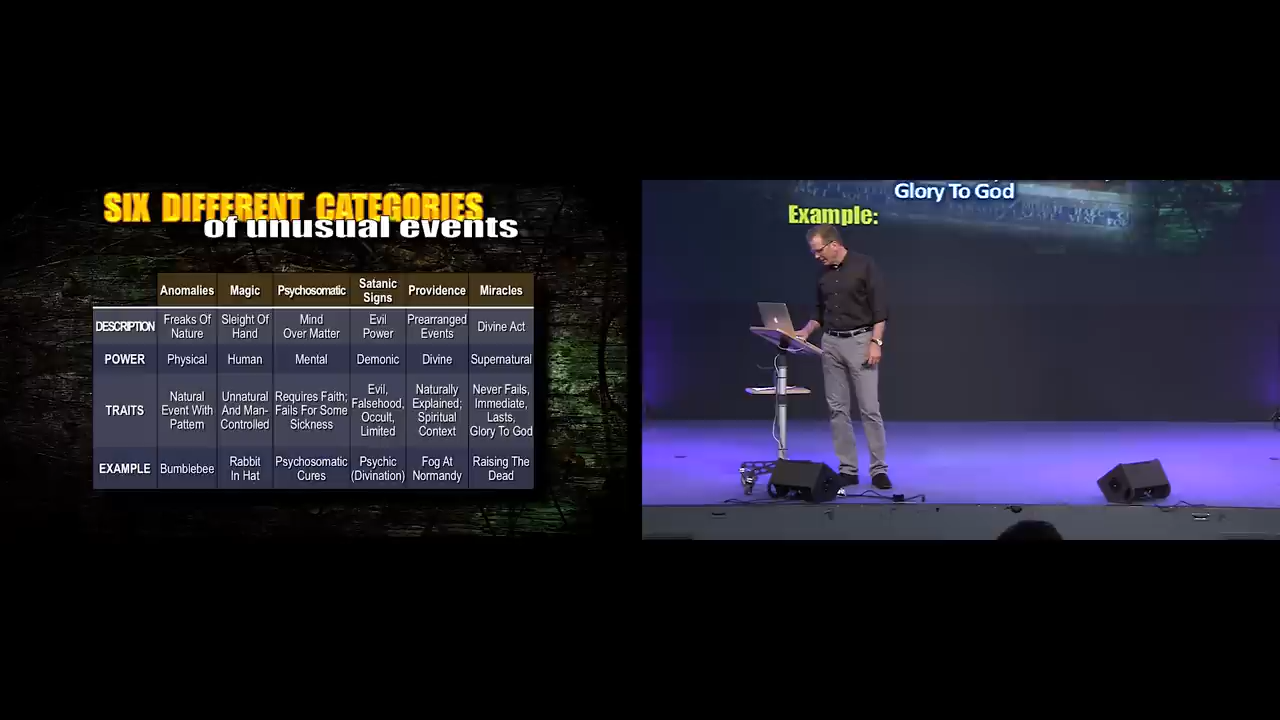 SIX DIFFERENT CATEGORIES
of unusual events
Anomalies Magic Psychosomatic Satanic Signs Providence Miracles
DESCRIPTION Freaks Of Nature Sleight Of Hand Mind Over Matter Evil Power Prearranged Events Divine Act
POWER Physical Human Mental Demonic Divine Supernatural
TRAITS Natural Event With Pattern Unnatural And Man-Controlled Requires Faith; Fails For Some Sickness Evil, Falsehood, Occult, Limited Naturally Explained; Spiritual Context Never Fails, Immediate, Lasts, Glory To God
EXAMPLE Bumblebee Rabbit In Hat Psychosomatic Cures Psychic (Divination) Fog At Normandy Raising The Dead
Glory To God
Example: